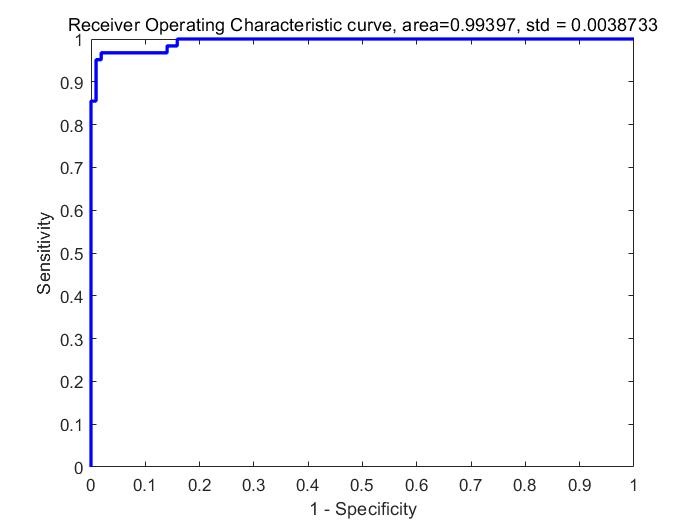 Receiver Operating Characteristic curve, area=0.99397, std = 0.0038733
1
0.9
0.8
0.7
0.6
0.5
0.4
0.3
0.2
0.1
0
Sensitivity
0 0.1 0.2 0.3 0.4 0.5 0.6 0.7 0.8 0.9 1
1 - Specificity